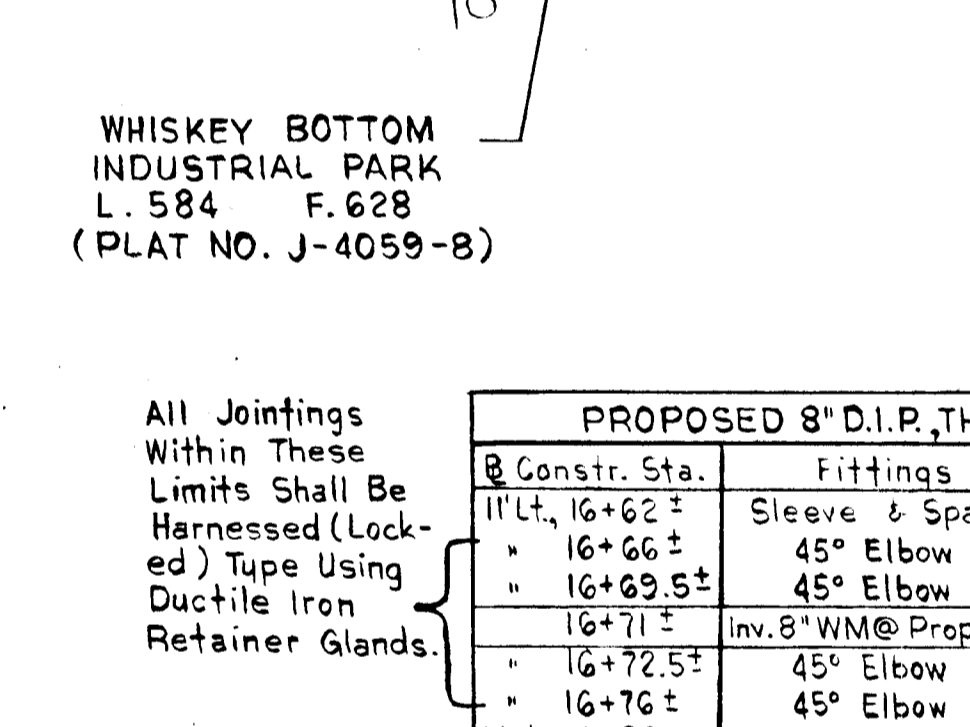 WHISKEY BOTTOM
INDUSTRIAL PARK
L. 584 F. 628
(PLAT NO. J-4059-8)
All Jointings
Within These
Limits Shall Be
Harnessed (Lock-
ed) Type Using
Ductile Iron
Retainer Glands.
PROPOSED 8" D.I.P.,
Constr. Sta. Fittings
11' Lt., 16+62 ± Sleeve &
" 16+66 ± 45° Elbow
" 16+69.5± 45° Elbow
16+71 ± Inv. 8" WM@
" 16+72.5± 45° Elbow
" 16+76 ± 45° Elbow